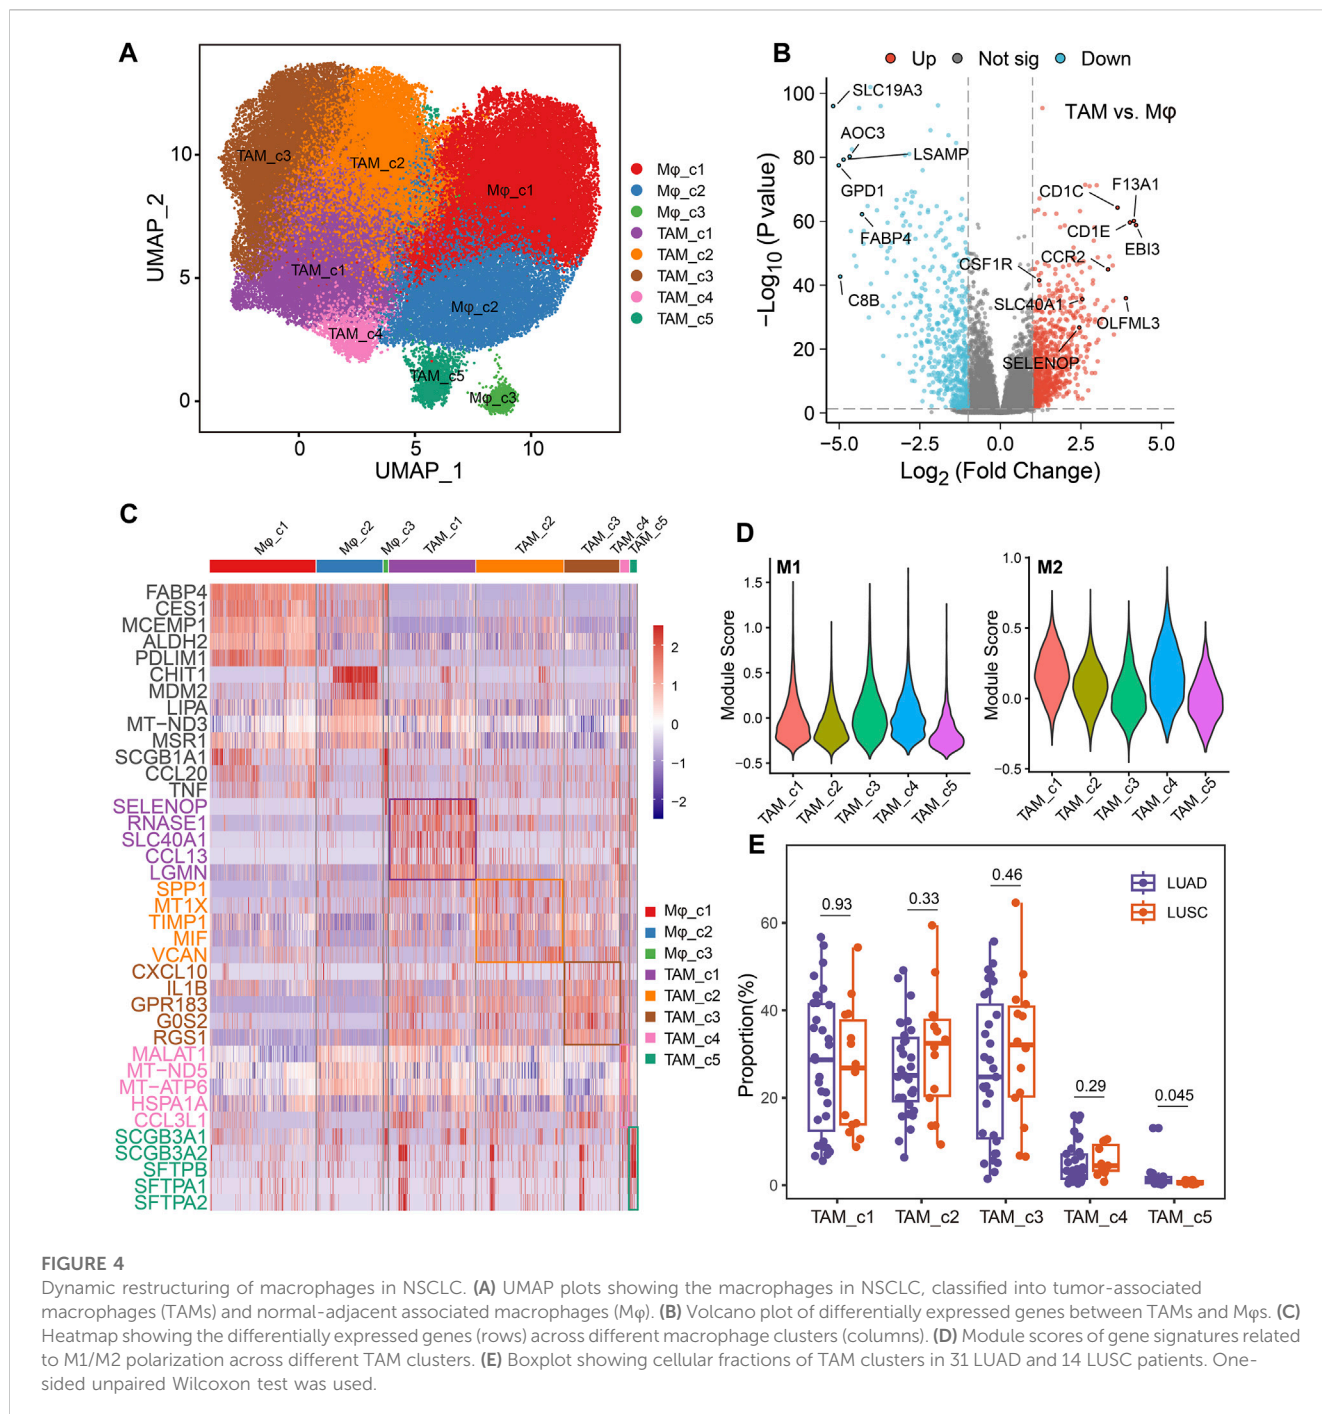 A
UMAP_2
10
5
0
TAM_c3
TAM_c2
Mφ_c1
TAM_c1
Mφ_c2
TAM_c4
TAM_c5
Mφ_c3
0
5
10
UMAP_1
Mφ_c1
Mφ_c2
Mφ_c3
TAM_c1
TAM_c2
TAM_c3
TAM_c4
TAM_c5
B
Up
Not sig
Down
TAM vs. Mφ
−Log10 (P value)
100
80
60
40
20
0
SLC19A3
AOC3
LSAMP
GPD1
FABP4
C8B
CD1C
F13A1
CD1E
EBI3
CSF1R
CCR2
SLC40A1
OLFML3
SELENOP
−5.0
−2.5
0.0
2.5
5.0
Log2 (Fold Change)
C
Mφ_c1
Mφ_c2
Mφ_c3
TAM_c1
TAM_c2
TAM_c3
TAM_c4
TAM_c5
FABP4
CES1
MCEMP1
ALDH2
PDLIM1
CHIT1
MDM2
LIPA
MT−ND3
MSR1
SCGB1A1
CCL20
TNF
SELENOP
RNASE1
SLC40A1
CCL13
LGMN
SPP1
MT1X
TIMP1
MIF
VCAN
CXCL10
IL1B
GPR183
G0S2
RGS1
MALAT1
MT−ND5
MT−ATP6
HSPA1A
CCL3L1
SCGB3A1
SCGB3A2
SFTPB
SFTPA1
SFTPA2
2
1
0
−1
−2
Mφ_c1
Mφ_c2
Mφ_c3
TAM_c1
TAM_c2
TAM_c3
TAM_c4
TAM_c5
D
M1
Module Score
1.5
1.0
0.5
−0.0
−0.5
TAM_c1
TAM_c2
TAM_c3
TAM_c4
TAM_c5
M2
Module Score
1.0
0.5
−0.0
−0.5
TAM_c1
TAM_c2
TAM_c3
TAM_c4
TAM_c5
E
Proportion(%)
60
40
20
0
0.93
0.33
0.46
0.29
0.045
LUAD
LUSC
TAM_c1
TAM_c2
TAM_c3
TAM_c4
TAM_c5
FIGURE 4
Dynamic restructuring of macrophages in NSCLC. (A) UMAP plots showing the macrophages in NSCLC, classified into tumor-associated
macrophages (TAMs) and normal-adjacent associated macrophages (Mφ). (B) Volcano plot of differentially expressed genes between TAMs and Mφs. (C)
Heatmap showing the differentially expressed genes (rows) across different macrophage clusters (columns). (D) Module scores of gene signatures related
to M1/M2 polarization across different TAM clusters. (E) Boxplot showing cellular fractions of TAM clusters in 31 LUAD and 14 LUSC patients. One-
sided unpaired Wilcoxon test was used.